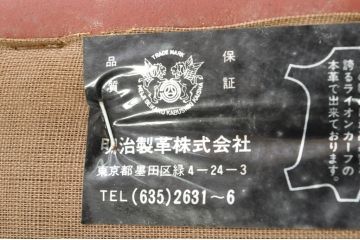 品質
保証
TRADE MARK
明治製革株式会社
東京都墨田区緑4-24-3
TEL (635)2631~6
誇るライオンカーフの
本革で出来ております。